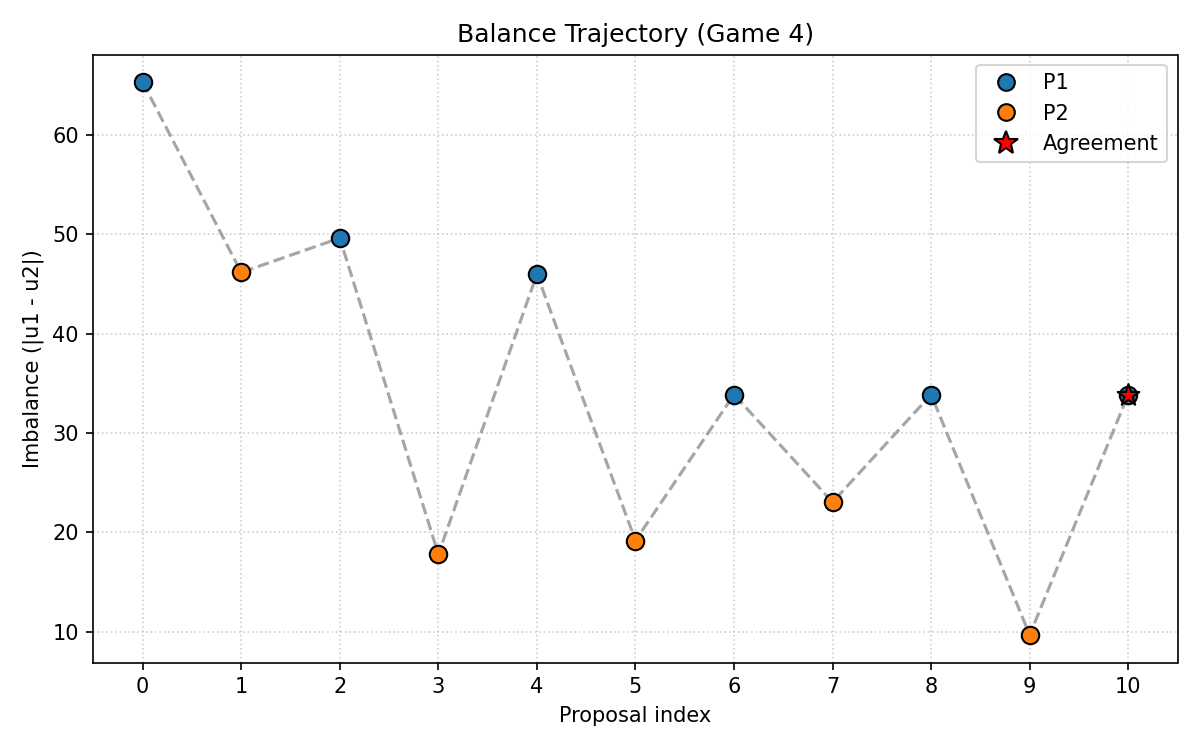 Balance Trajectory (Game 4)
P1
P2
Agreement
Imbalance (|u1 - u2|)
60
50
40
30
20
10
0 1 2 3 4 5 6 7 8 9 10
Proposal index